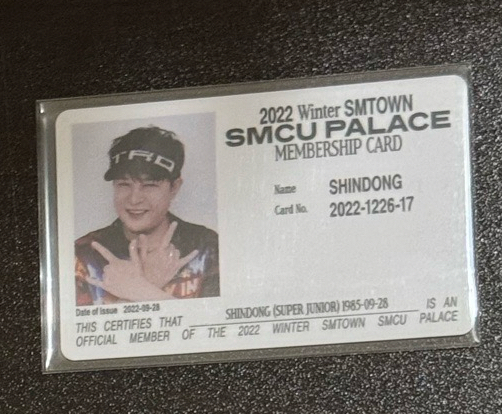 2022 Winter SMTOWN
SMCU PALACE
MEMBERSHIP CARD
Name SHINDONG
Card No. 2022-1226-17
Date of Issue 2022-09-28
THIS CERTIFIES THAT SHINDONG (SUPER JUNIOR) 1985-09-28 IS AN
OFFICIAL MEMBER OF THE 2022 WINTER SMTOWN SMCU PALACE